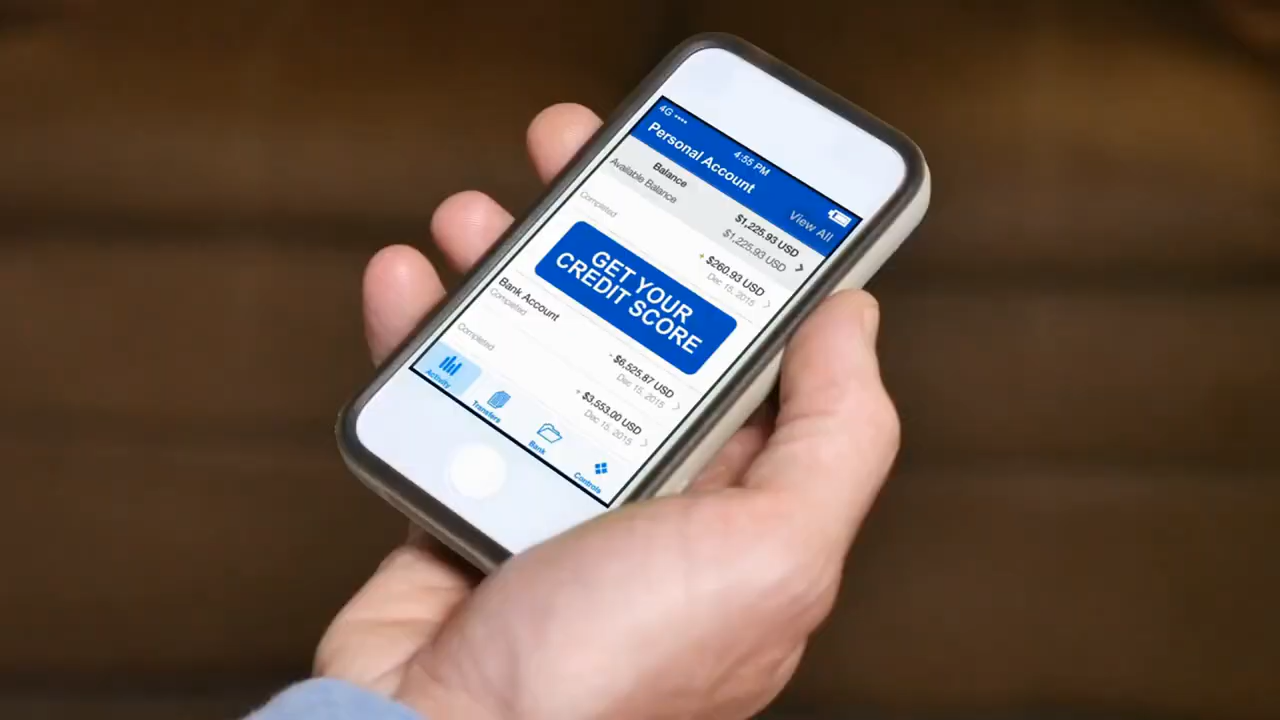 4G
4:55 PM
Personal Account
View All
Balance
$1,225.93 USD
Available Balance
$1,225.93 USD
Completed
+ $260.93 USD
Dec 15, 2015
GET YOUR
CREDIT SCORE
Bank Account
Completed
- $6,525.87 USD
Dec 15, 2015
Completed
+ $3,553.00 USD
Dec 15, 2015
Activity
Transfers
Bank
Controls